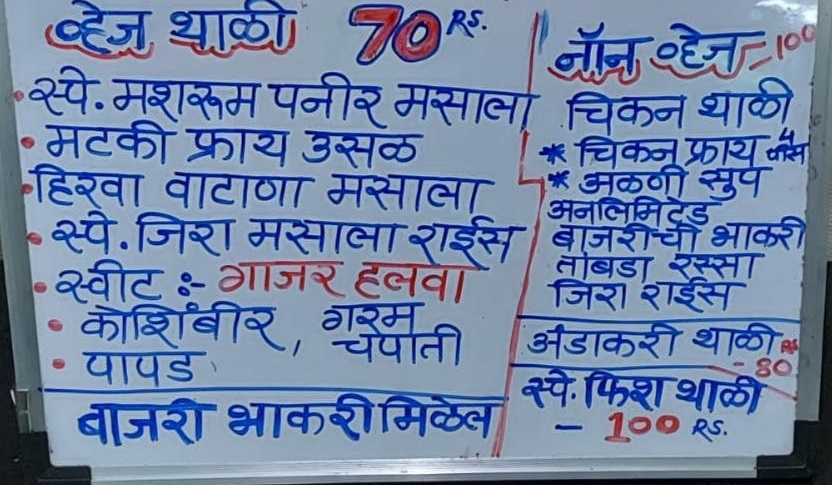 व्हेज थाळी 70 RS.
• स्पे. मशरूम पनीर मसाला
• मटकी फ्राय उसळ
• हिरवा वाटाणा मसाला
• स्पे. जिरा मसाला राईस
• स्वीट :- गाजर हलवा
• कोशिंबीर, गरम चपाती
• पापड
बाजरी भाकरी मिळेल
नॉन व्हेज - 100
चिकन थाळी
* चिकन फ्राय 4 पीस
* अळणी सुप
अनलिमिटेड
बाजरीची भाकरी
तांबडा रस्सा
जिरा राईस
अंडाकरी थाळी RS
- 80
स्पे. फिश थाळी
- 100 RS.